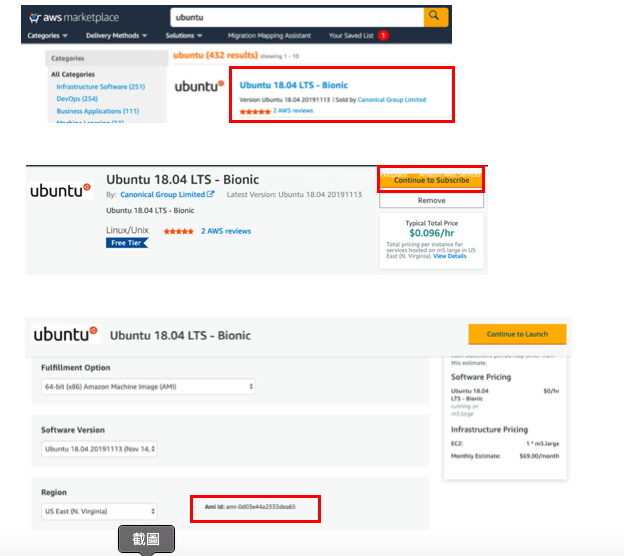 aws marketplace
ubuntu
Categories
Delivery Methods
Solutions
Migration Mapping Assistant
Your Saved List 1
Categories
ubuntu (432 results) showing 1 - 10
All Categories
Infrastructure Software (251)
DevOps (254)
Business Applications (111)
ubuntu
Ubuntu 18.04 LTS - Bionic
Version Ubuntu 18.04 20191113 | Sold by Canonical Group Limited
2 AWS reviews
ubuntu
Ubuntu 18.04 LTS - Bionic
By: Canonical Group Limited
Latest Version: Ubuntu 18.04 20191113
Ubuntu 18.04 LTS - Bionic
Linux/Unix
2 AWS reviews
Free Tier
Continue to Subscribe
Remove
Typical Total Price
$0.096/hr
Total pricing per instance for
services hosted on m5.large in US
East (N. Virginia). View Details
ubuntu
Ubuntu 18.04 LTS - Bionic
Continue to Launch
Fulfillment Option
64-bit (x86) Amazon Machine Image (AMI)
Software Version
Ubuntu 18.04 20191113 (Nov 14,
Region
US East (N. Virginia)
Ami Id: ami-0d03e44a2333dea65
this estimate.
Software Pricing
Ubuntu 18.04 $0/hr
LTS - Bionic
running on
m5.large
Infrastructure Pricing
EC2: 1 * m5.large
Monthly Estimate: $69.00/month
截圖